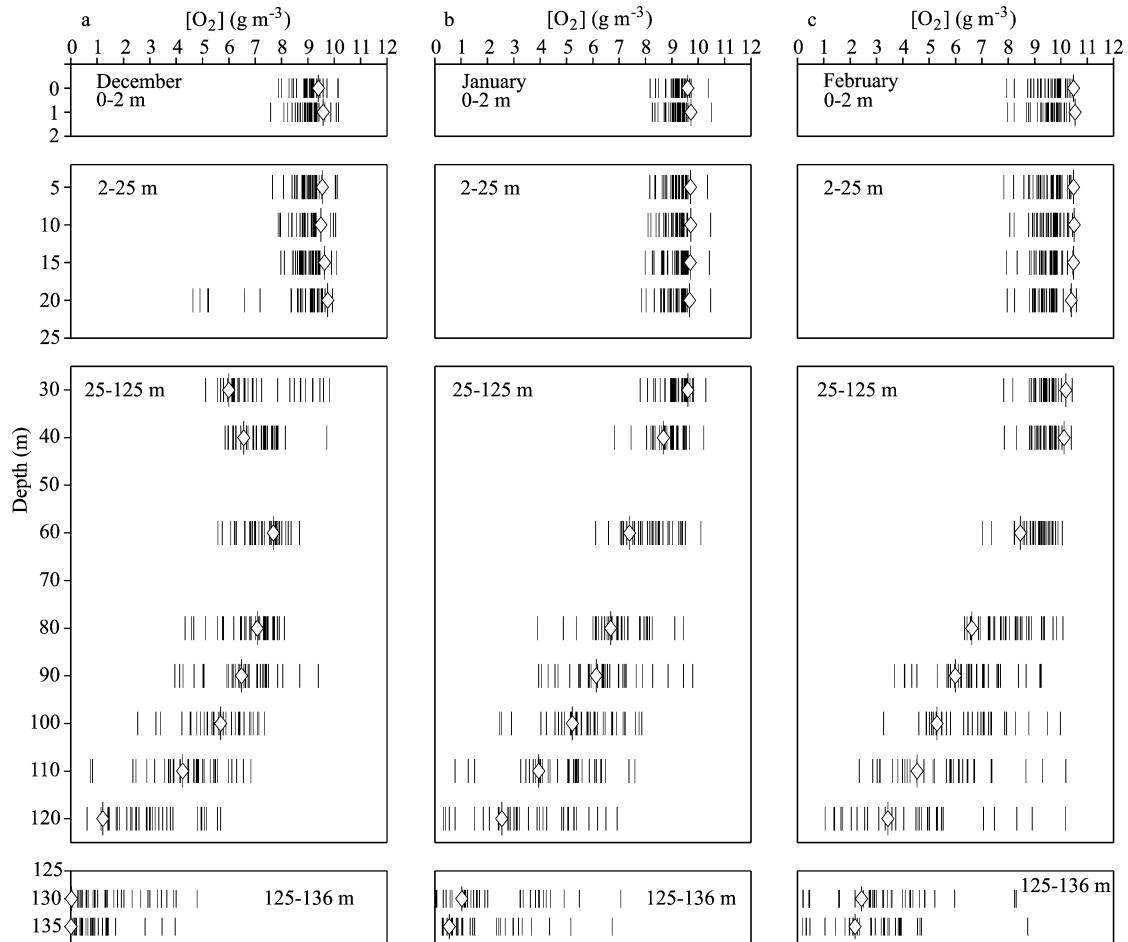 a [O₂] (g m⁻³) b [O₂] (g m⁻³) c [O₂] (g m⁻³)
0 1 2 3 4 5 6 7 8 9 10 11 12 0 1 2 3 4 5 6 7 8 9 10 11 12 0 1 2 3 4 5 6 7 8 9 10 11 12
December January February
0 0-2 m 0-2 m 0-2 m
1
2
5 2-25 m 2-25 m 2-25 m
10
15
20
25
30 25-125 m 25-125 m 25-125 m
40
50
60
70
80
90
100
110
120
Depth (m)
125
130 125-136 m 125-136 m 125-136 m
135